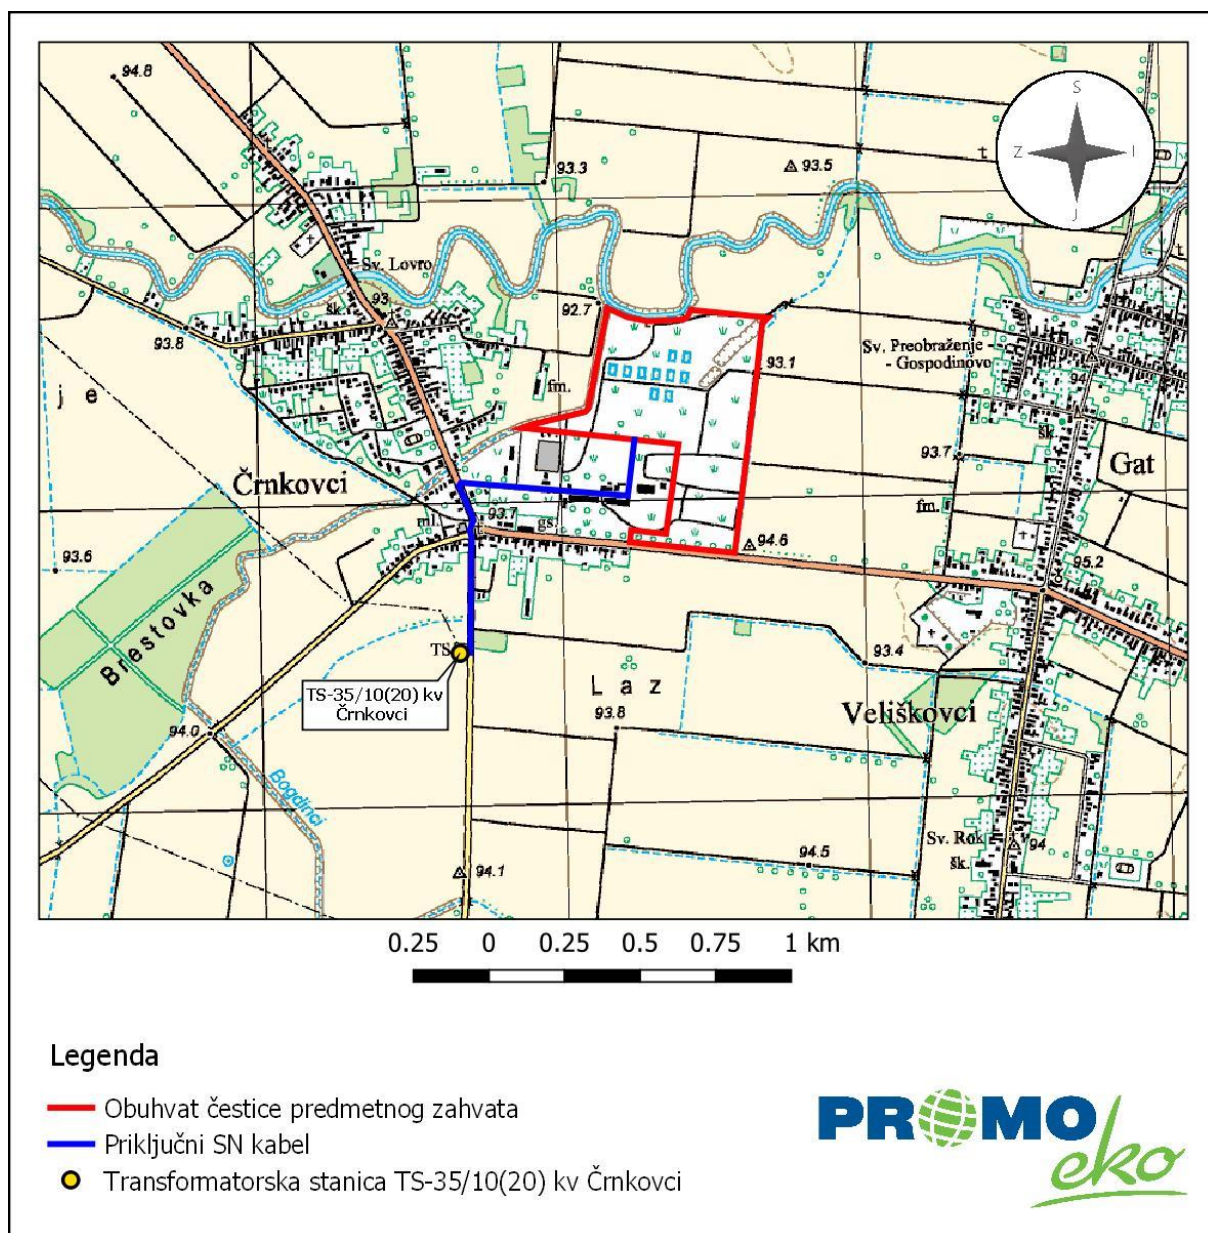 94.8
S
Z
I
J
t
93.3
93.5
t
Sv. Lovro
93
šk.
92.7
93.8
Sv. Preobraženje -
- Gospodinovo
93.1
94
fm.
j e
šk.
93.7
Gat
Črnkovci
fm.
93.7
ml.
gs.
94.6
95.2
93.6
Brestovka
TS
93.4
TS-35/10(20) kv
Črnkovci
L a z
93.8
Veliškovci
94.0
Bogdinci
Sv. Rok
94
šk.
94.5
94.1
0.25 0 0.25 0.5 0.75 1 km
Legenda
Obuhvat čestice predmetnog zahvata
Priključni SN kabel
Transformatorska stanica TS-35/10(20) kv Črnkovci
PROMO
eko